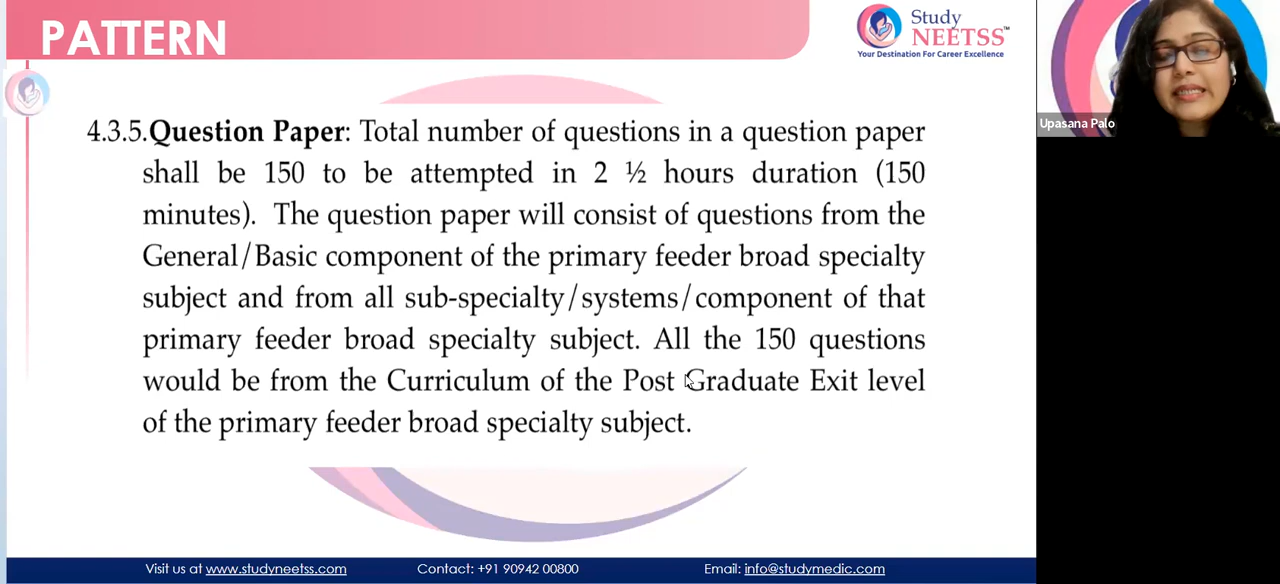 PATTERN
Study
NEETSS™
Your Destination For Career Excellence
Upasana Palo
4.3.5.Question Paper: Total number of questions in a question paper
shall be 150 to be attempted in 2 ½ hours duration (150
minutes). The question paper will consist of questions from the
General/Basic component of the primary feeder broad specialty
subject and from all sub-specialty/systems/component of that
primary feeder broad specialty subject. All the 150 questions
would be from the Curriculum of the Post Graduate Exit level
of the primary feeder broad specialty subject.
Visit us at www.studyneetss.com Contact: +91 90942 00800 Email: info@studymedic.com